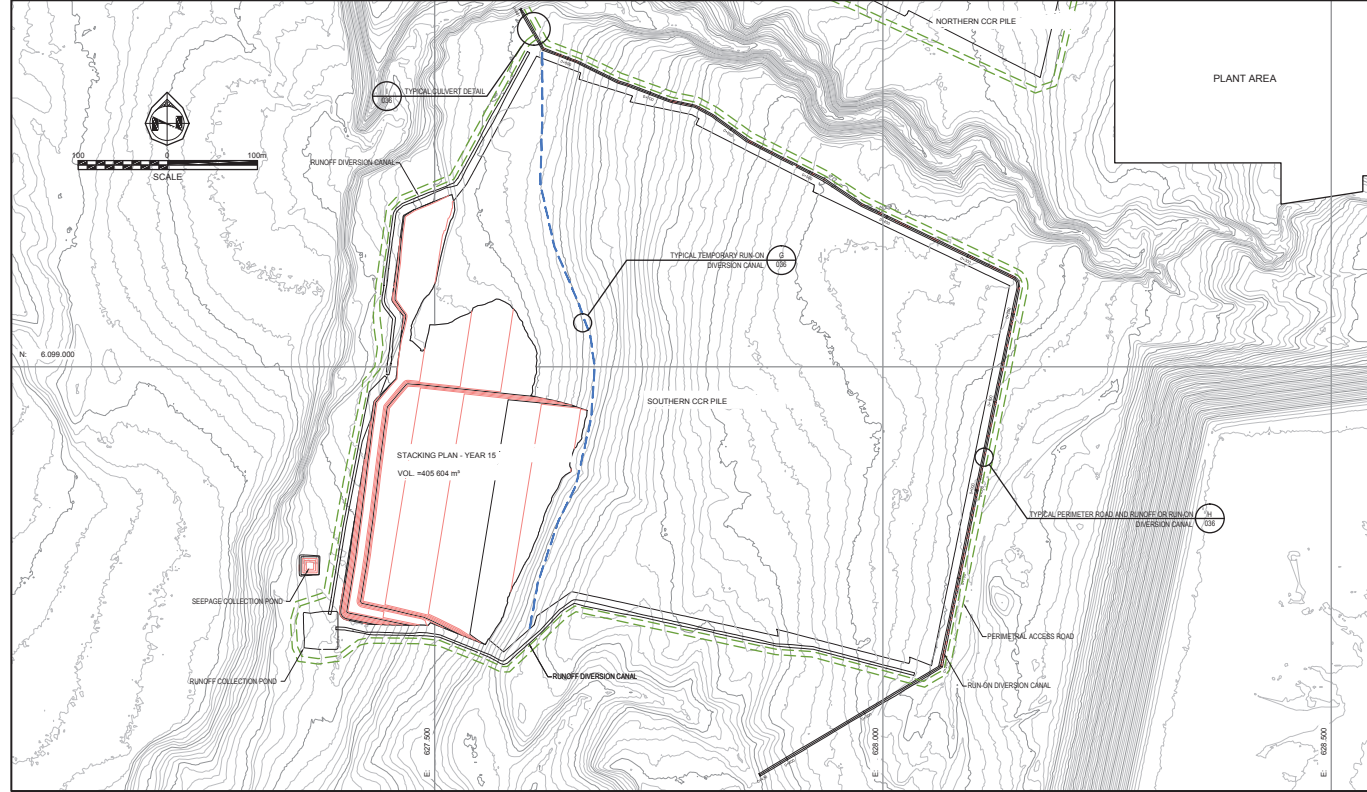 NORTHERN CCR PILE
PLANT AREA
I
036
TYPICAL CULVERT DETAIL
100 0 100m
SCALE
RUNOFF DIVERSION CANAL
TYPICAL TEMPORARY RUN-ON
DIVERSION CANAL
G
036
N: 6.099.000
SOUTHERN CCR PILE
STACKING PLAN - YEAR 15
VOL. =405 604 m³
TYPICAL PERIMETER ROAD AND RUNOFF OR RUN-ON
DIVERSION CANAL
H
036
SEEPAGE COLLECTION POND
PERIMETRAL ACCESS ROAD
RUNOFF COLLECTION POND
RUNOFF DIVERSION CANAL
RUN-ON DIVERSION CANAL
E: 627.500
E: 628.000
E: 628.500